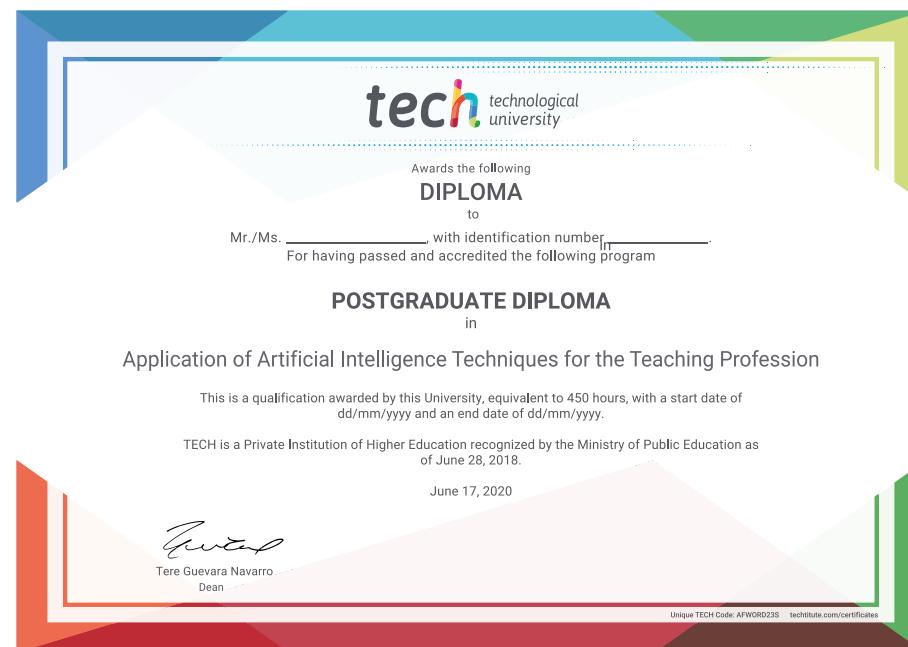 tech technological
university
Awards the following
DIPLOMA
to
Mr./Ms. ____________________, with identification number ______________.
In
For having passed and accredited the following program
POSTGRADUATE DIPLOMA
in
Application of Artificial Intelligence Techniques for the Teaching Profession
This is a qualification awarded by this University, equivalent to 450 hours, with a start date of
dd/mm/yyyy and an end date of dd/mm/yyyy.
TECH is a Private Institution of Higher Education recognized by the Ministry of Public Education as
of June 28, 2018.
June 17, 2020
Tere Guevara Navarro
Dean
Unique TECH Code: AFWORD23S techtitute.com/certificates